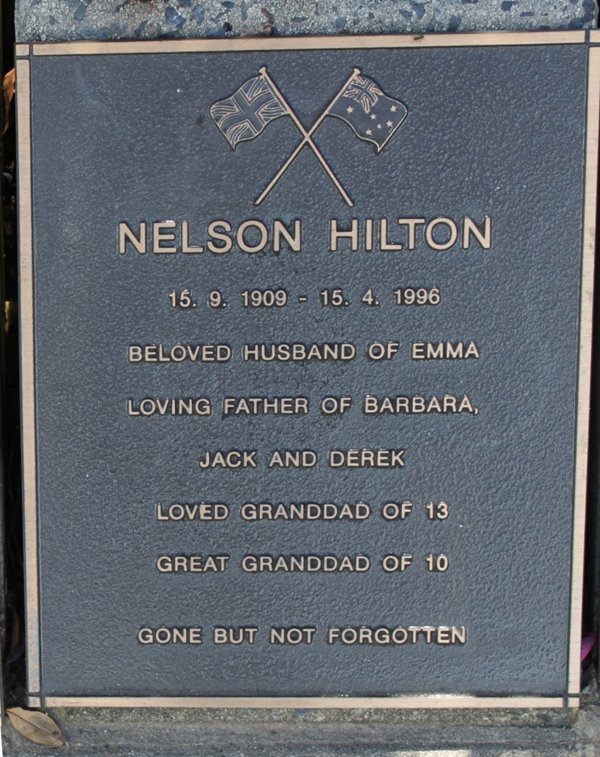 NELSON HILTON
15. 9. 1909 - 15. 4. 1996
BELOVED HUSBAND OF EMMA
LOVING FATHER OF BARBARA,
JACK AND DEREK
LOVED GRANDDAD OF 13
GREAT GRANDDAD OF 10
GONE BUT NOT FORGOTTEN